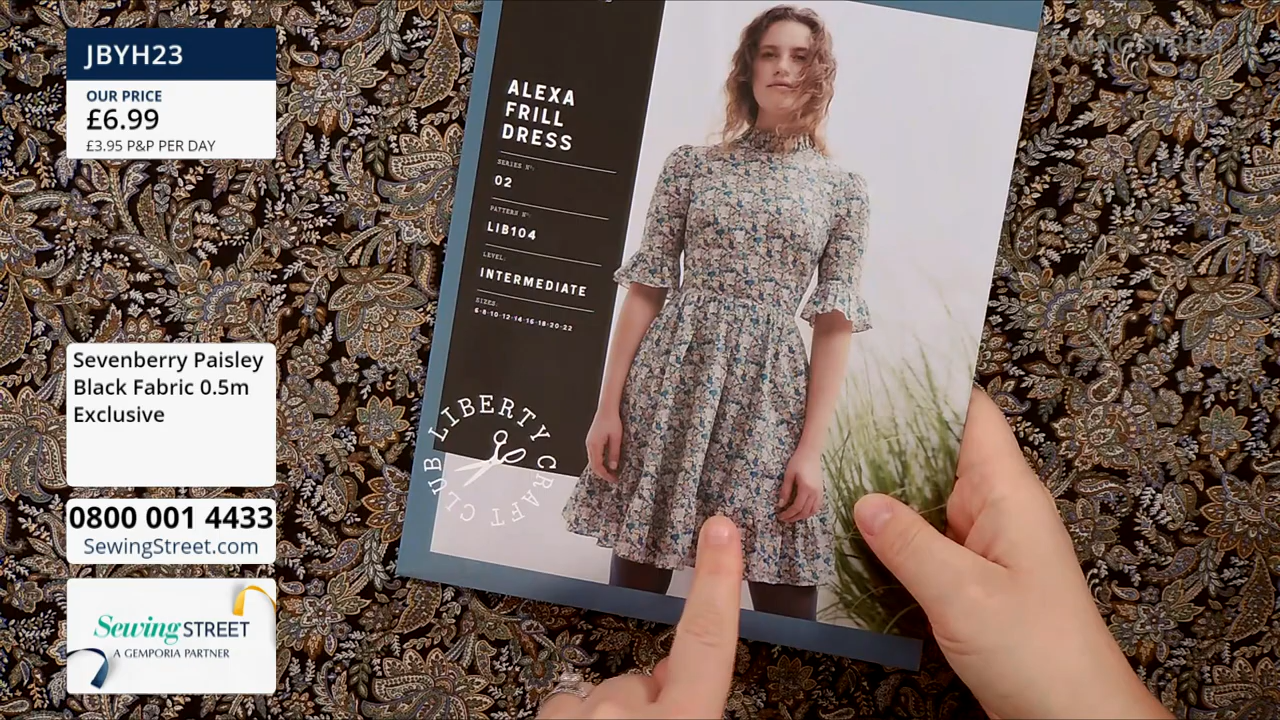 JBYH23
OUR PRICE
£6.99
£3.95 P&P PER DAY
Sevenberry Paisley
Black Fabric 0.5m
Exclusive
0800 001 4433
SewingStreet.com
Sewing STREET
A GEMPORIA PARTNER
ALEXA
FRILL
DRESS
SERIES Nº:
02
PATTERN Nº:
LIB104
LEVEL:
INTERMEDIATE
SIZES:
6-8-10-12-14-16-18-20-22
LIBERTY CRAFT CLUB
SEWINGSTREET